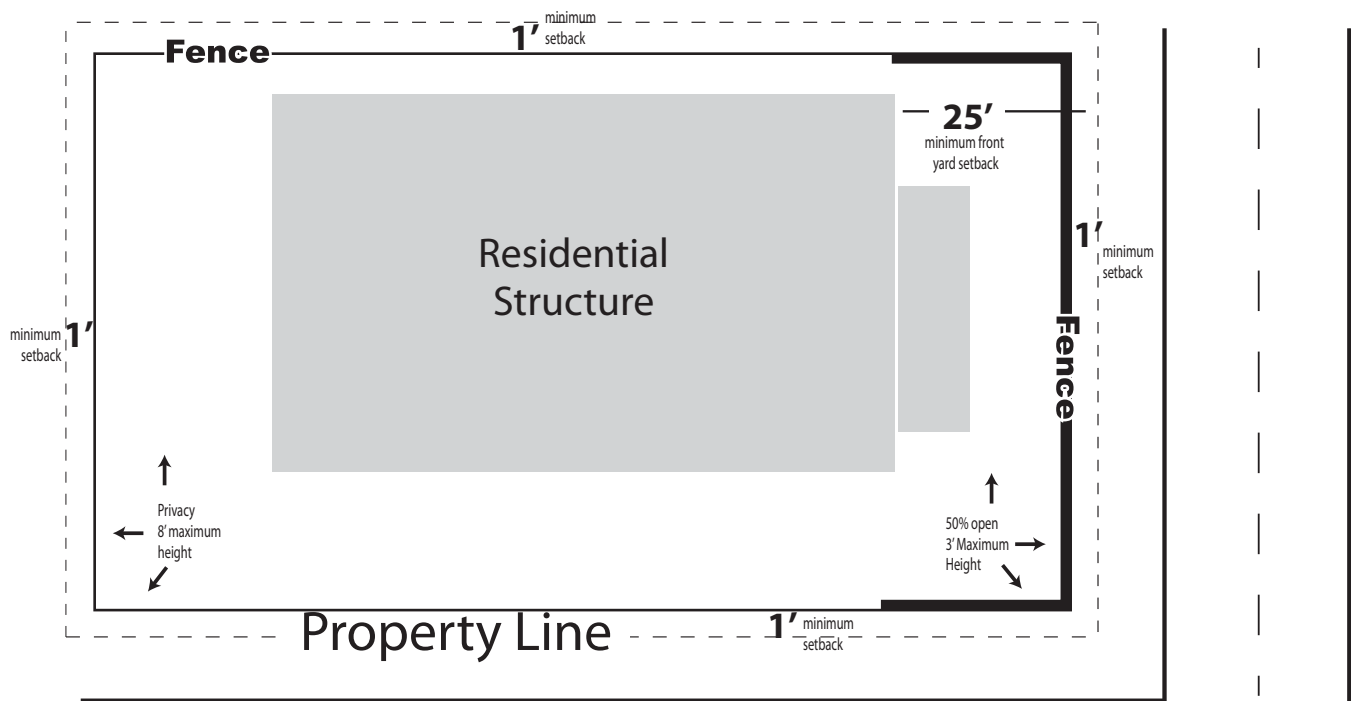 1′ minimum
setback
Fence
25′
minimum front
yard setback
Residential
Structure
1′ minimum
setback
minimum 1′
setback
Fence
Privacy
8′ maximum
height
50% open
3′ Maximum
Height
Property Line
1′ minimum
setback